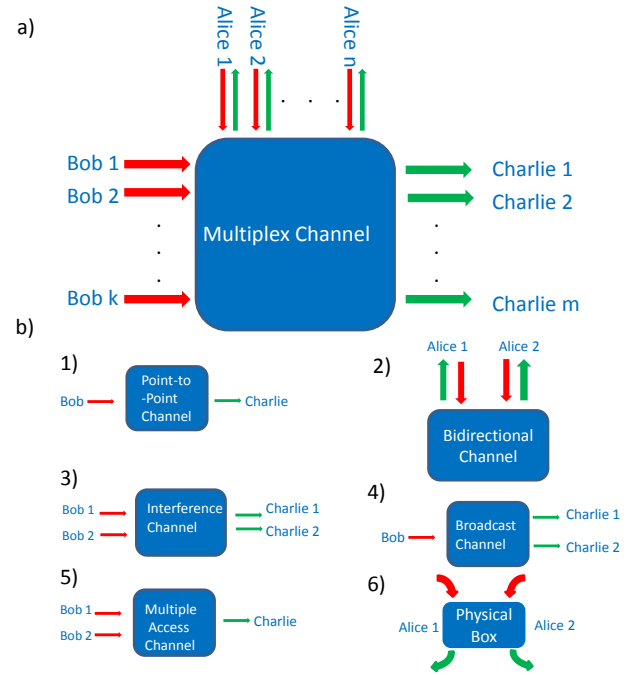 a)
Alice 1
Alice 2
Alice n
. . .
Bob 1
Bob 2
.
.
.
Bob k
Multiplex Channel
Charlie 1
Charlie 2
.
.
.
Charlie m
b)
1)
Bob
Point-to
-Point
Channel
Charlie
2)
Alice 1
Alice 2
Bidirectional
Channel
3)
Bob 1
Bob 2
Interference
Channel
Charlie 1
Charlie 2
4)
Bob
Broadcast
Channel
Charlie 1
Charlie 2
5)
Bob 1
Bob 2
Multiple
Access
Channel
Charlie
6)
Alice 1
Physical
Box
Alice 2